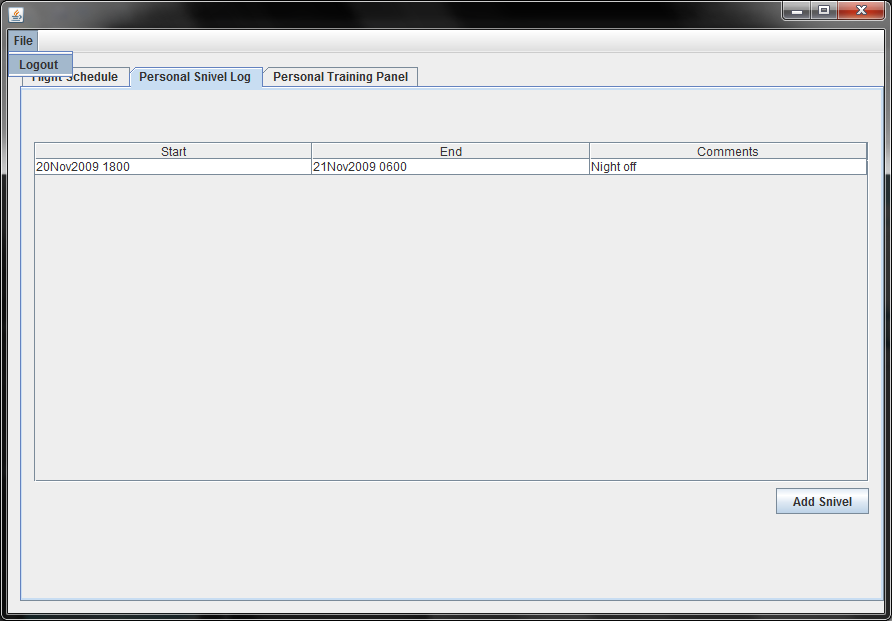 File
Logout
Flight Schedule Personal Snivel Log Personal Training Panel
Start End Comments
20Nov2009 1800 21Nov2009 0600 Night off
Add Snivel